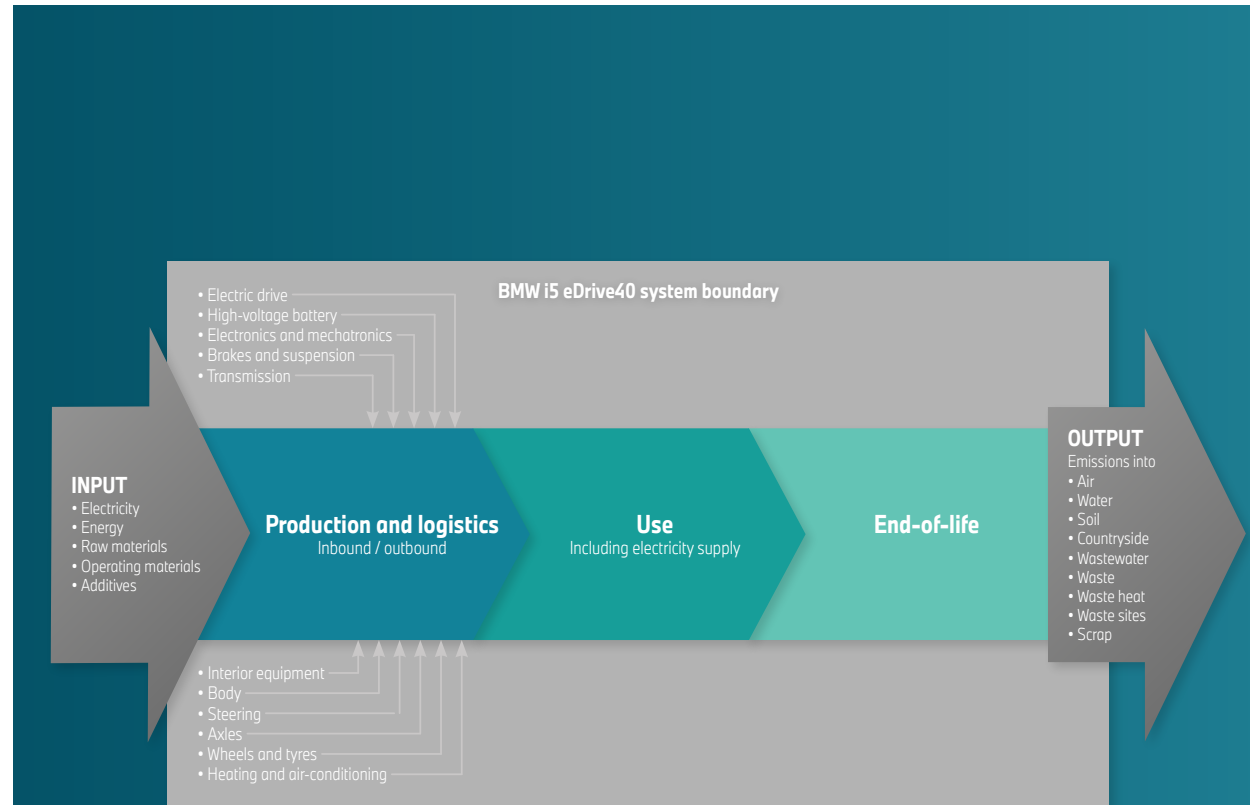 BMW i5 eDrive40 system boundary
• Electric drive
• High-voltage battery
• Electronics and mechatronics
• Brakes and suspension
• Transmission
INPUT
• Electricity
• Energy
• Raw materials
• Operating materials
• Additives
Production and logistics
Inbound / outbound
Use
Including electricity supply
End-of-life
OUTPUT
Emissions into
• Air
• Water
• Soil
• Countryside
• Wastewater
• Waste
• Waste heat
• Waste sites
• Scrap
• Interior equipment
• Body
• Steering
• Axles
• Wheels and tyres
• Heating and air-conditioning